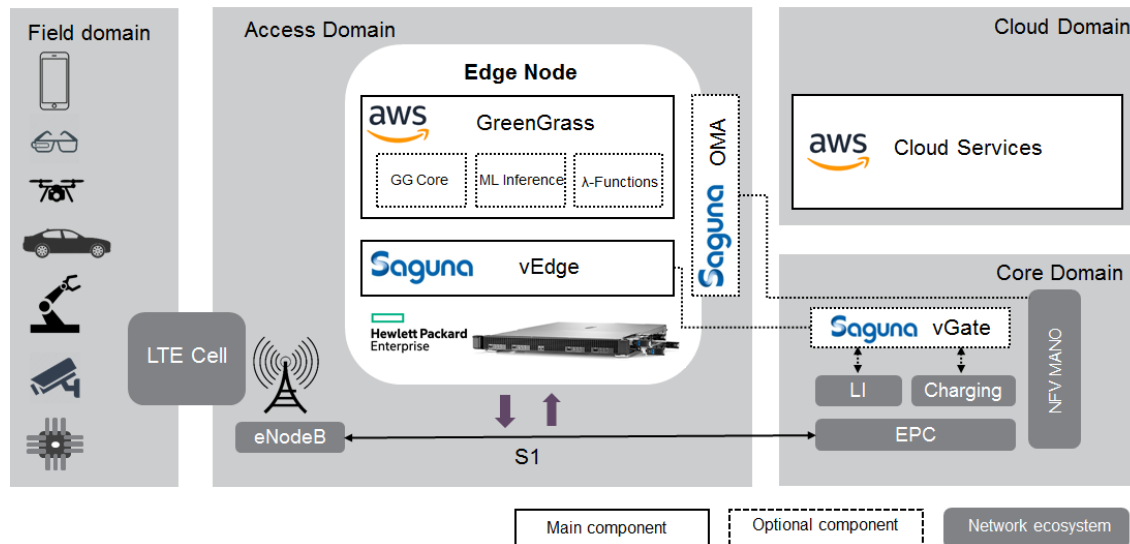 Field domain
Access Domain
Cloud Domain
Edge Node
aws
GreenGrass
GG Core
ML Inference
λ-Functions
Saguna OMA
aws
Cloud Services
Saguna vEdge
Hewlett Packard
Enterprise
Core Domain
Saguna vGate
LI
Charging
EPC
NFV MANO
LTE Cell
eNodeB
S1
Main component
Optional component
Network ecosystem